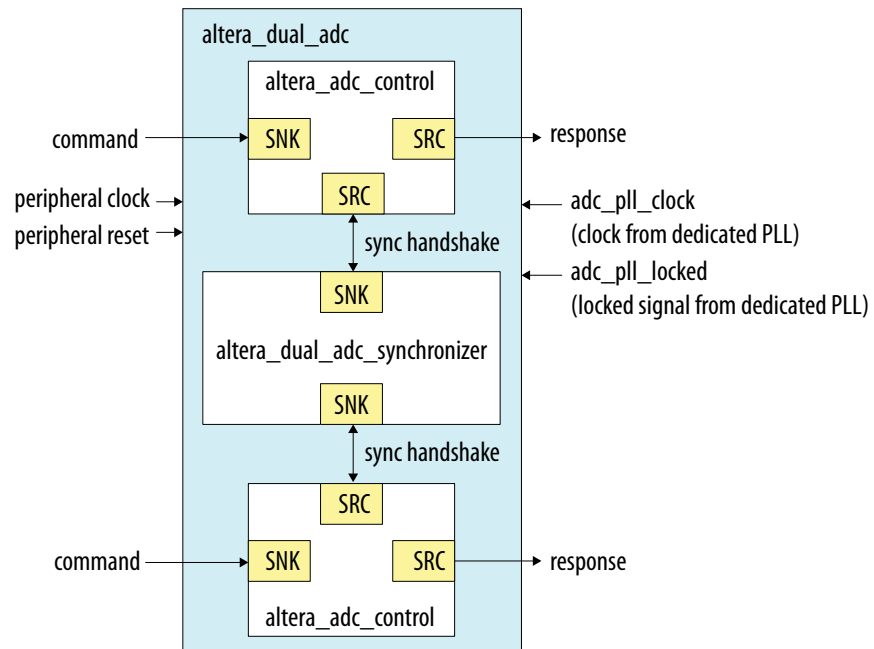 altera_dual_adc
altera_adc_control
command
SNK
SRC
response
peripheral clock
SRC
adc_pll_clock
peripheral reset
sync handshake
(clock from dedicated PLL)
SNK
adc_pll_locked
(locked signal from dedicated PLL)
altera_dual_adc_synchronizer
SNK
sync handshake
SRC
command
SNK
SRC
response
altera_adc_control